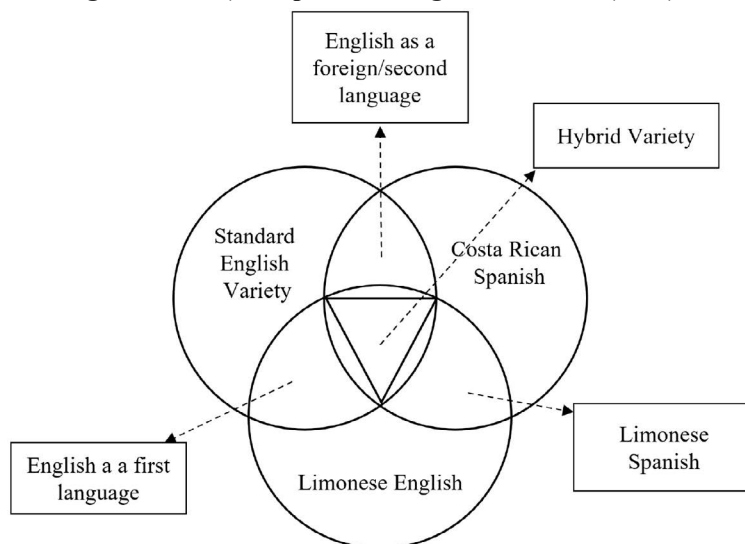 English as a
foreign/second
language
Hybrid Variety
Standard
English
Variety
Costa Rican
Spanish
English a a first
language
Limonese English
Limonese
Spanish